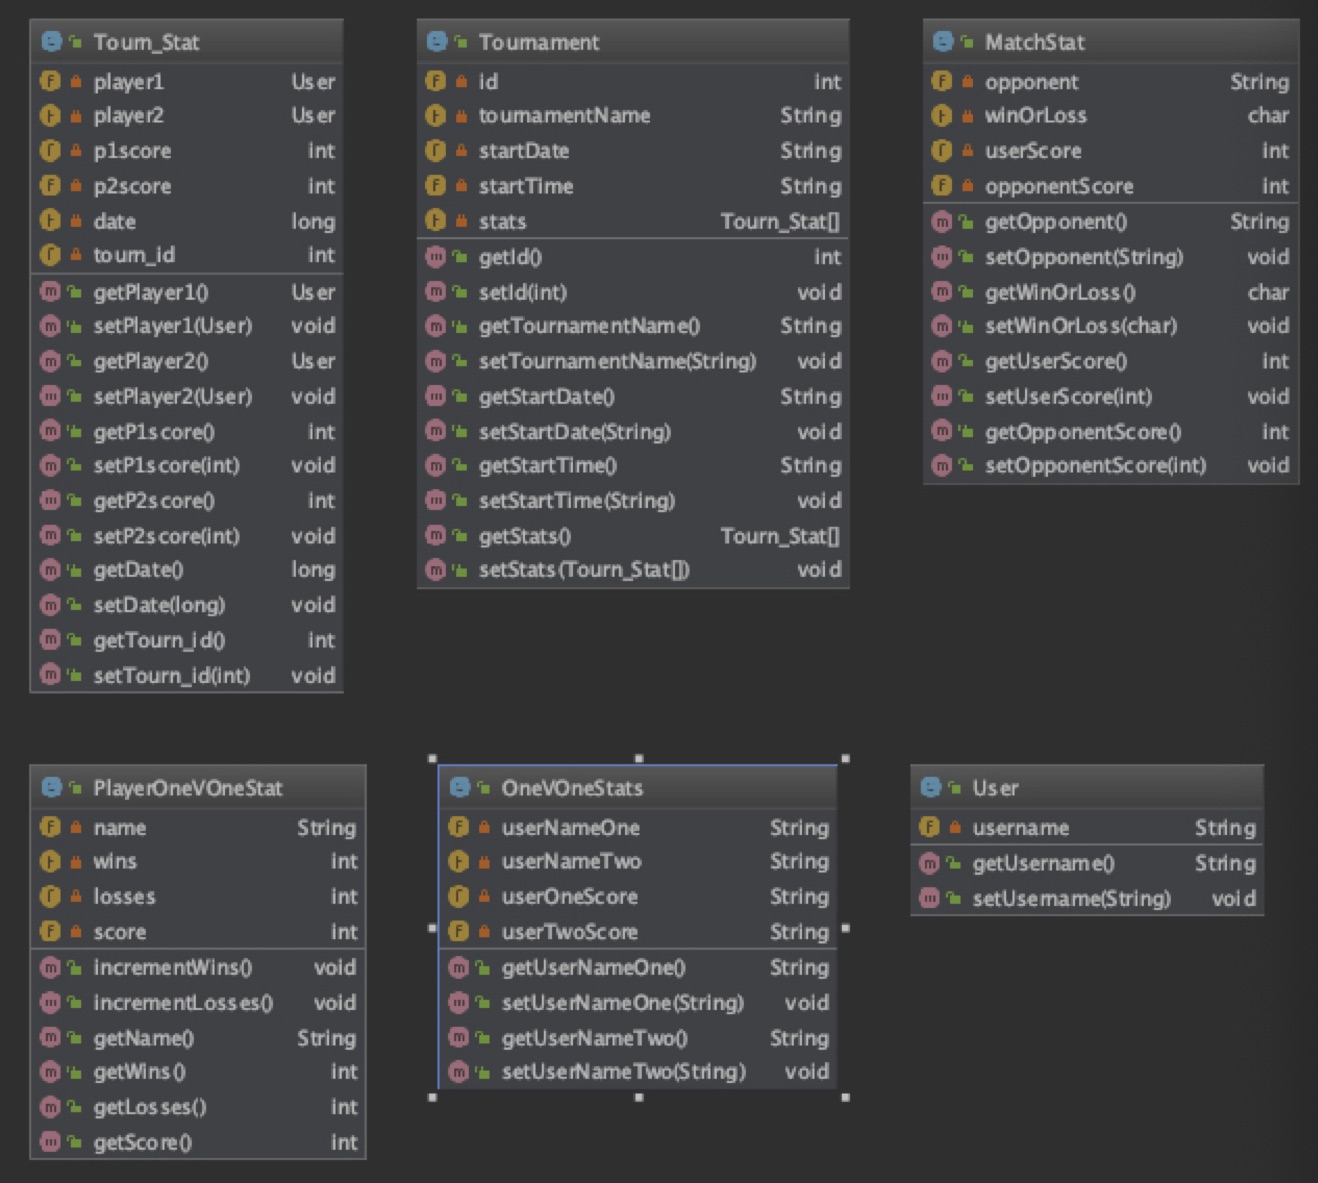 Tourn_Stat
player1 User
player2 User
p1score int
p2score int
date long
tourn_id int
getPlayer1() User
setPlayer1(User) void
getPlayer2() User
setPlayer2(User) void
getP1score() int
setP1score(int) void
getP2score() int
setP2score(int) void
getDate() long
setDate(long) void
getTourn_id() int
setTourn_id(int) void
Tournament
id int
tournamentName String
startDate String
startTime String
stats Tourn_Stat[]
getId() int
setId(int) void
getTournamentName() String
setTournamentName(String) void
getStartDate() String
setStartDate(String) void
getStartTime() String
setStartTime(String) void
getStats() Tourn_Stat[]
setStats(Tourn_Stat[]) void
MatchStat
opponent String
winOrLoss char
userScore int
opponentScore int
getOpponent() String
setOpponent(String) void
getWinOrLoss() char
setWinOrLoss(char) void
getUserScore() int
setUserScore(int) void
getOpponentScore() int
setOpponentScore(int) void
PlayerOneVOneStat
name String
wins int
losses int
score int
incrementWins() void
incrementLosses() void
getName() String
getWins() int
getLosses() int
getScore() int
OneVOneStats
userNameOne String
userNameTwo String
userOneScore String
userTwoScore String
getUserNameOne() String
setUserNameOne(String) void
getUserNameTwo() String
setUserNameTwo(String) void
User
username String
getUsername() String
setUsername(String) void